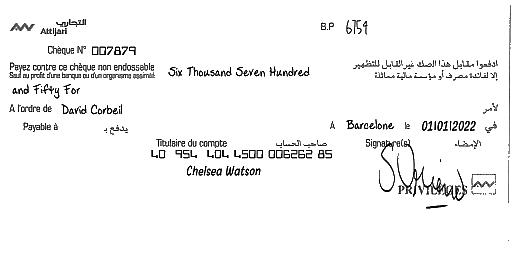 التجاري
Attijari
B.P 6754
Chèque N° 007879
Payez contre ce chèque non endossable
Sauf au profit d'une banque ou d'un organisme assimilé
Six Thousand Seven Hundred
ادفعوا مقابل هذا الصك غير القابل للتظهير
إلا لفائدة مصرف أو مؤسسة مالية مماثلة
and Fifty For
A l'ordre de David Corbeil لأمر
Payable à يدفع بـ
A Barcelone le 01/01/2022 في
Titulaire du compte صاحب الحساب
Signature(s) الإمضاء
40 954 404 4500 006262 85
Chelsea Watson
PRIVILEGES